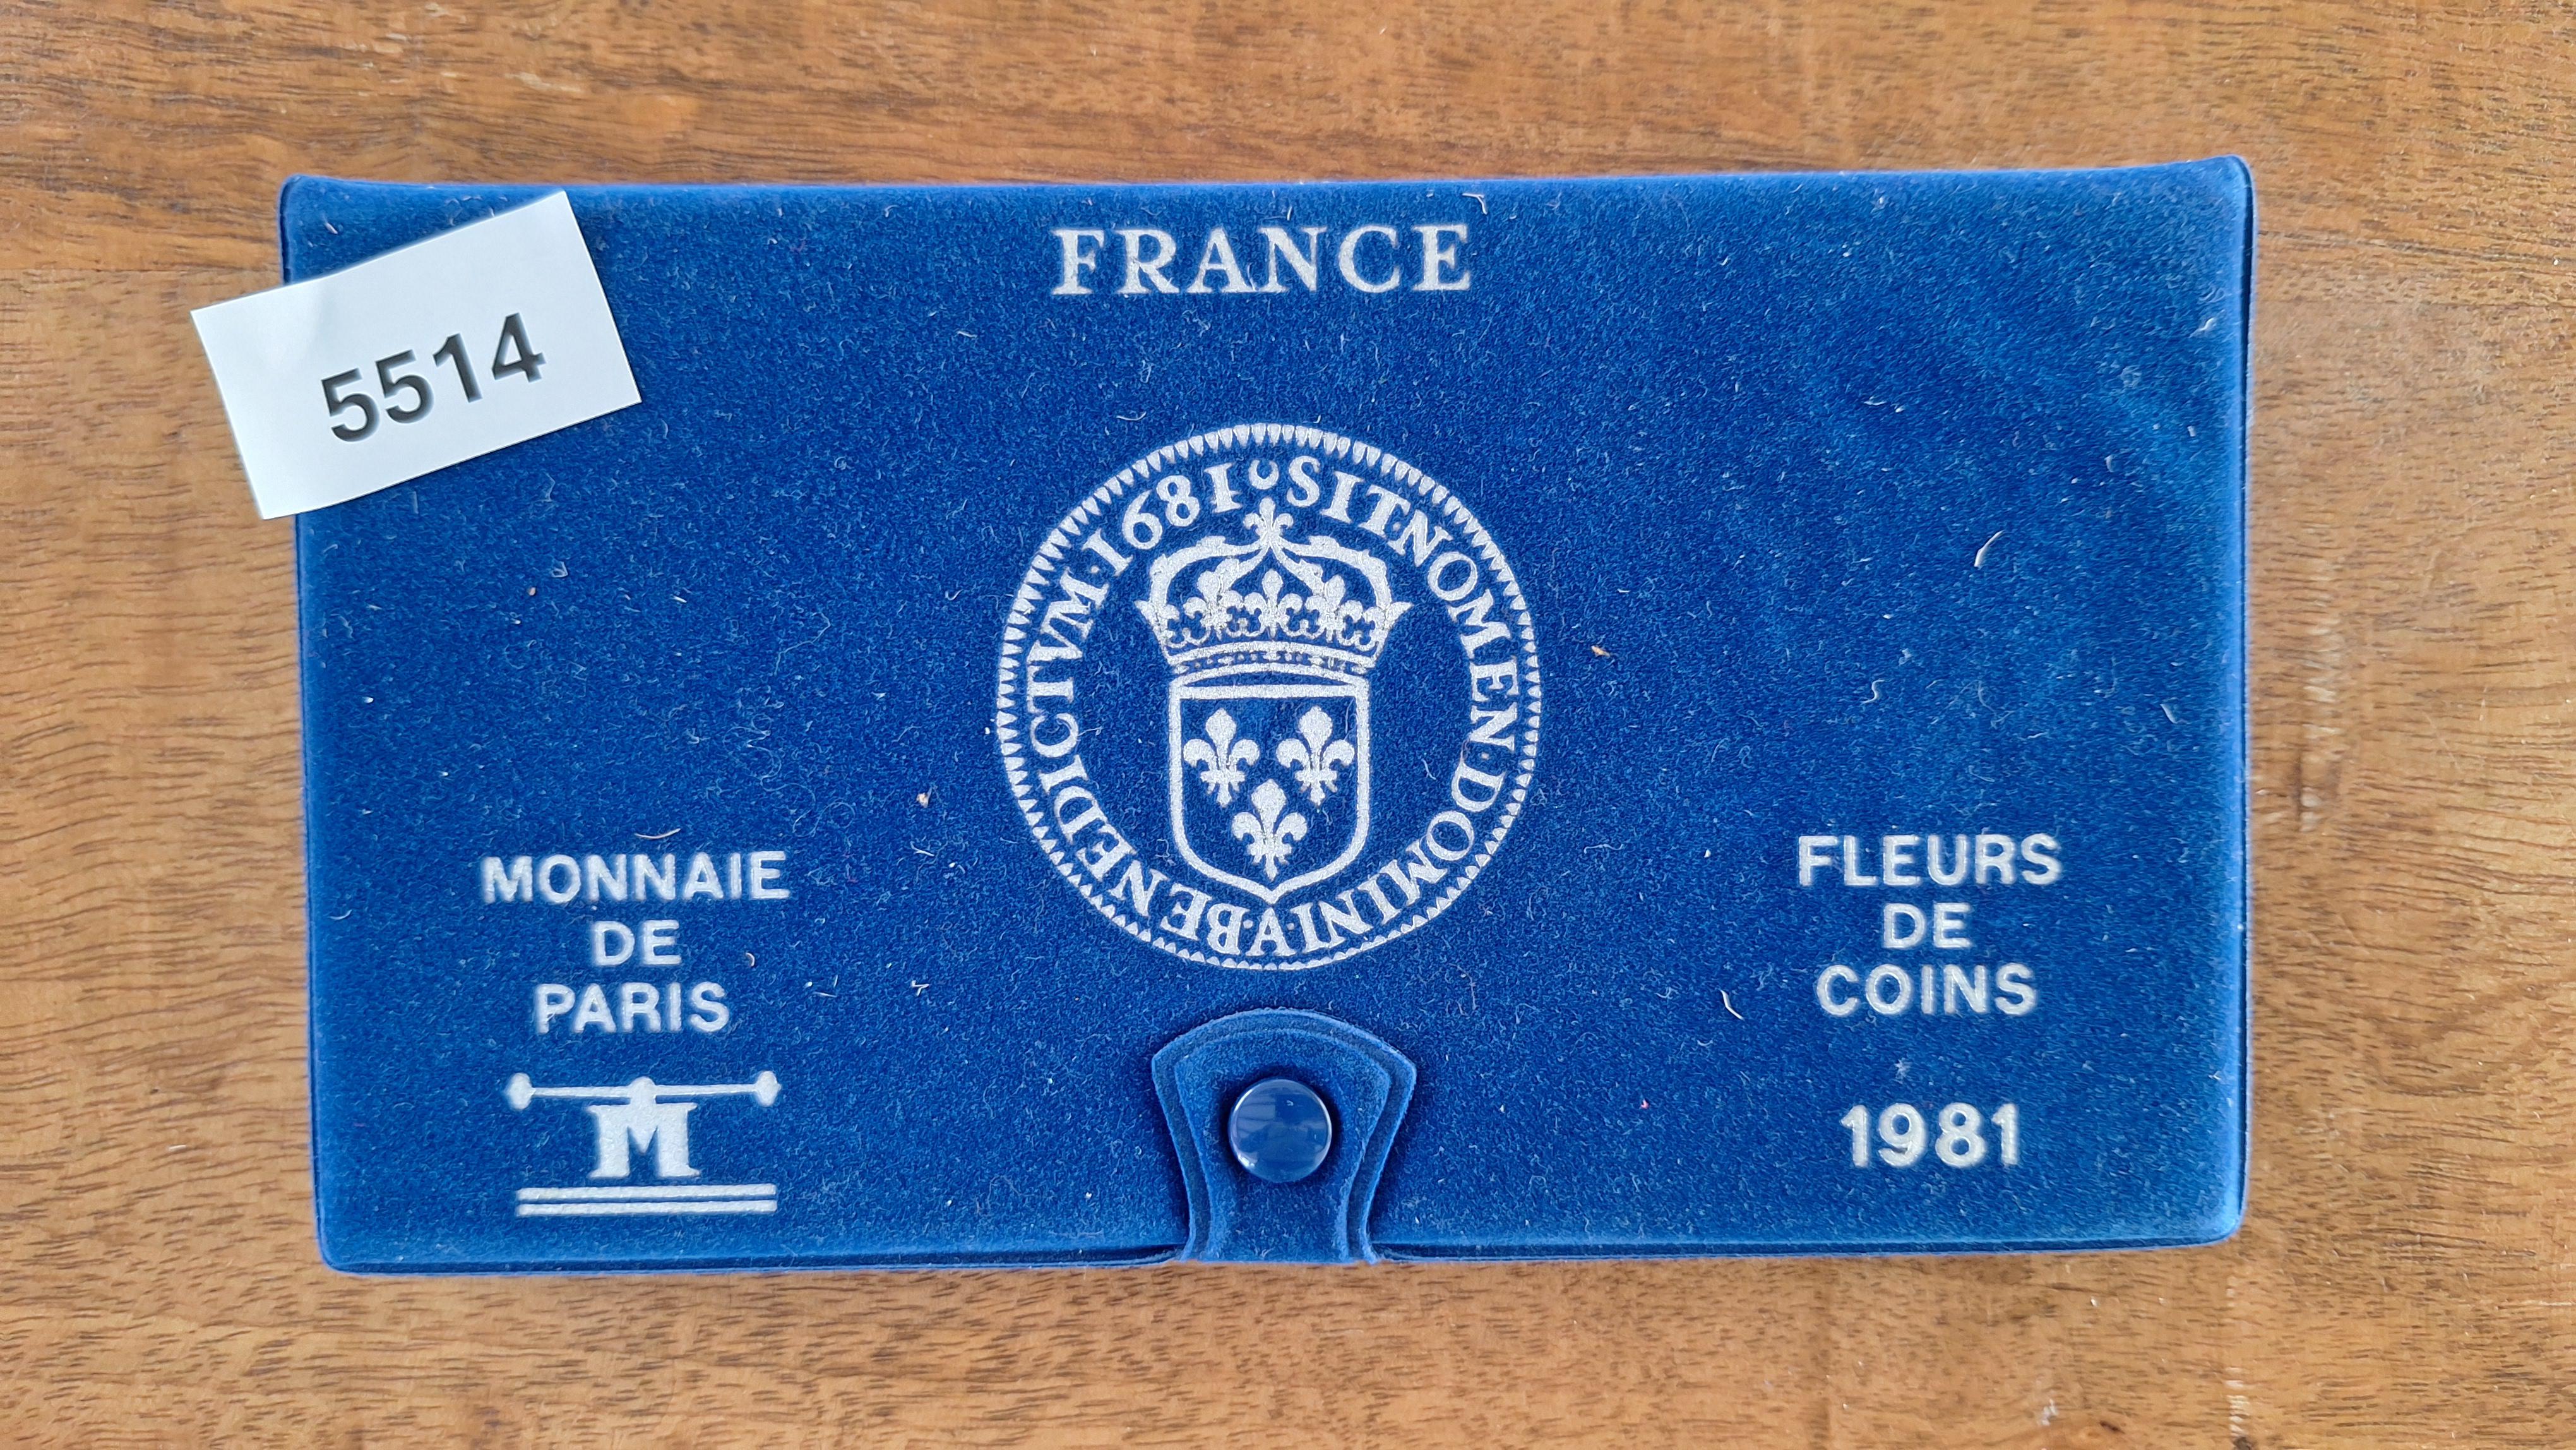 FRANCE
5514
1681 · SIT · NOMEN · DOMINI · A · BENEDICTVM ·
MONNAIE
DE
PARIS
M
FLEURS
DE
COINS
1981